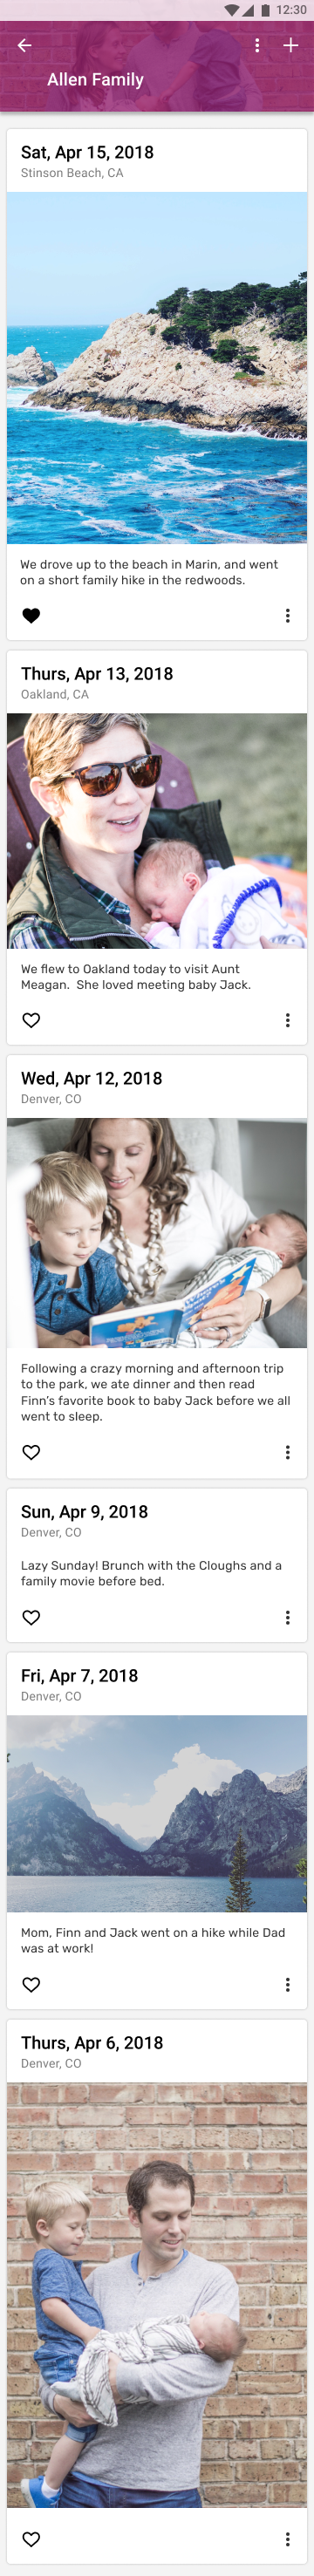 12:30
Allen Family
Sat, Apr 15, 2018
Stinson Beach, CA
We drove up to the beach in Marin, and went
on a short family hike in the redwoods.
Thurs, Apr 13, 2018
Oakland, CA
We flew to Oakland today to visit Aunt
Meagan.  She loved meeting baby Jack.
Wed, Apr 12, 2018
Denver, CO
Following a crazy morning and afternoon trip
to the park, we ate dinner and then read
Finn's favorite book to baby Jack before we all
went to sleep.
Sun, Apr 9, 2018
Denver, CO
Lazy Sunday! Brunch with the Cloughs and a
family movie before bed.
Fri, Apr 7, 2018
Denver, CO
Mom, Finn and Jack went on a hike while Dad
was at work!
Thurs, Apr 6, 2018
Denver, CO